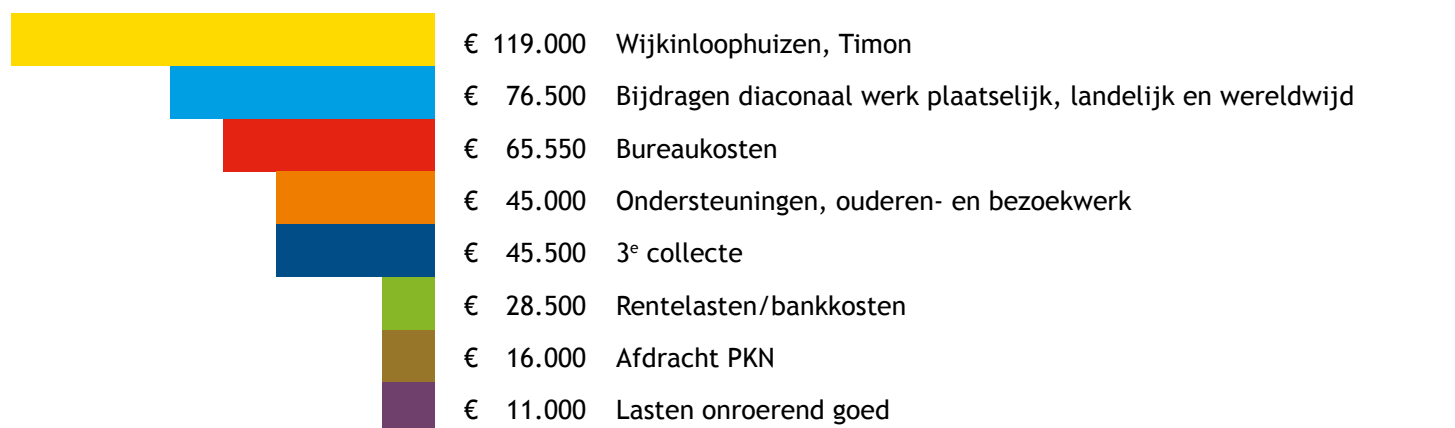 € 119.000 Wijkinloophuizen, Timon
€ 76.500 Bijdragen diaconaal werk plaatselijk, landelijk en wereldwijd
€ 65.550 Bureaukosten
€ 45.000 Ondersteuningen, ouderen- en bezoekwerk
€ 45.500 3e collecte
€ 28.500 Rentelasten/bankkosten
€ 16.000 Afdracht PKN
€ 11.000 Lasten onroerend goed